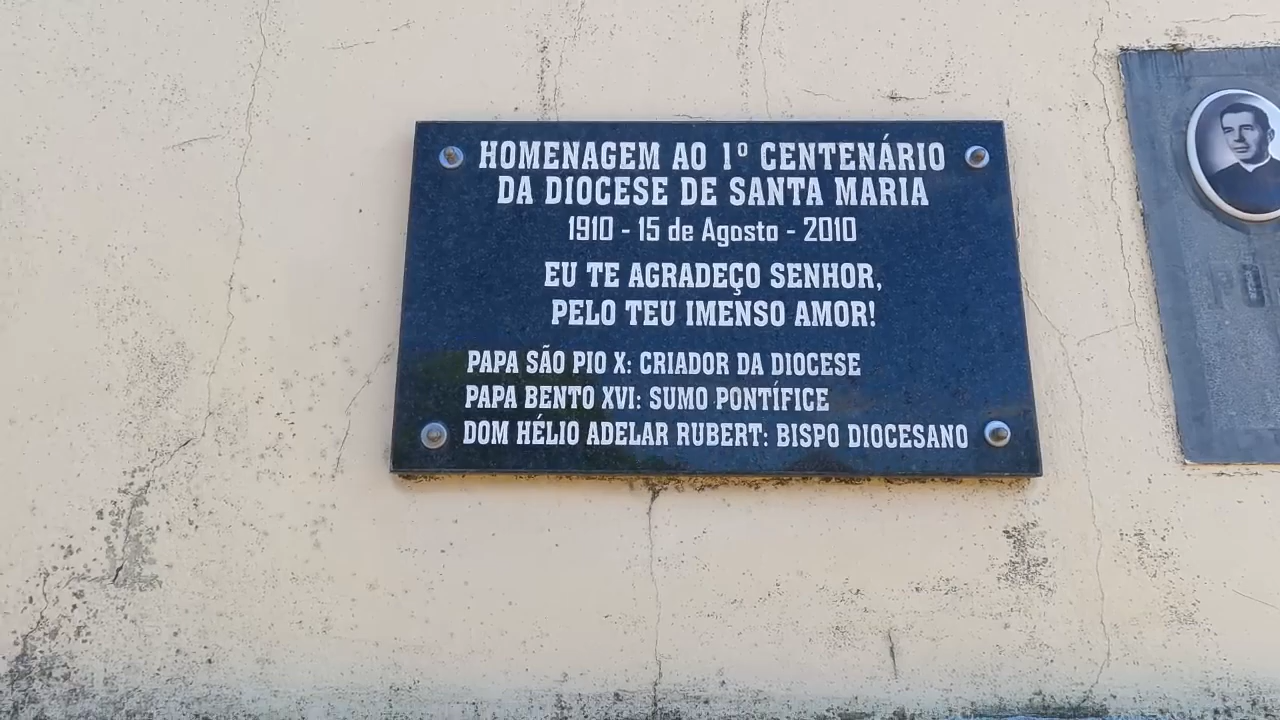 HOMENAGEM AO 1º CENTENÁRIO
DA DIOCESE DE SANTA MARIA
1910 - 15 de Agosto - 2010
EU TE AGRADEÇO SENHOR,
PELO TEU IMENSO AMOR!
PAPA SÃO PIO X: CRIADOR DA DIOCESE
PAPA BENTO XVI: SUMO PONTÍFICE
DOM HÉLIO ADELAR RUBERT: BISPO DIOCESANO